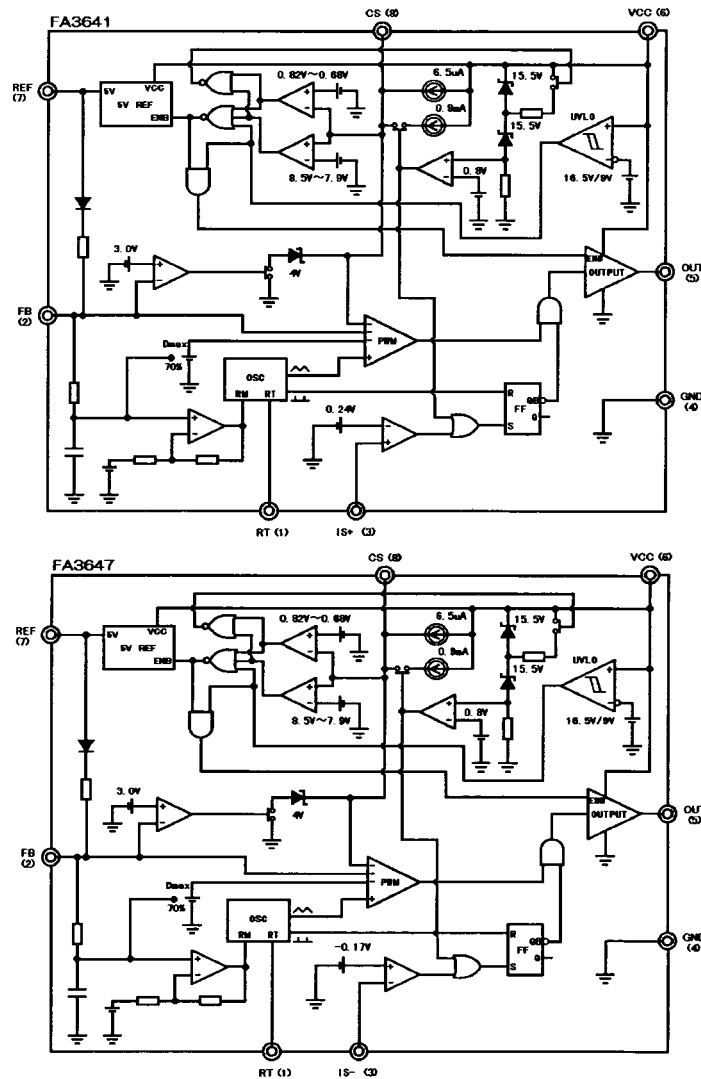 FA3641
CS (8)
VCC (6)
REF (7)
5V
VCC
5V REF
ENB
0.82V~0.68V
8.5V~7.9V
6.5uA
0.9mA
15.5V
15.5V
0.8V
UVLO
16.5V/9V
3.0V
4V
ENB
OUTPUT
OUT (5)
FB (2)
Dmax
70%
PWM
OSC
RM
RT
R
QB
FF
S
Q
0.24V
GND (4)
RT (1)
IS+ (3)
FA3647
CS (8)
VCC (6)
REF (7)
5V
VCC
5V REF
ENB
0.82V~0.68V
8.5V~7.9V
6.5uA
0.9mA
15.5V
15.5V
0.8V
UVLO
16.5V/9V
3.0V
4V
ENB
OUTPUT
OUT (5)
FB (2)
Dmax
70%
PWM
OSC
RM
RT
R
QB
FF
S
Q
-0.17V
GND (4)
RT (1)
IS- (3)